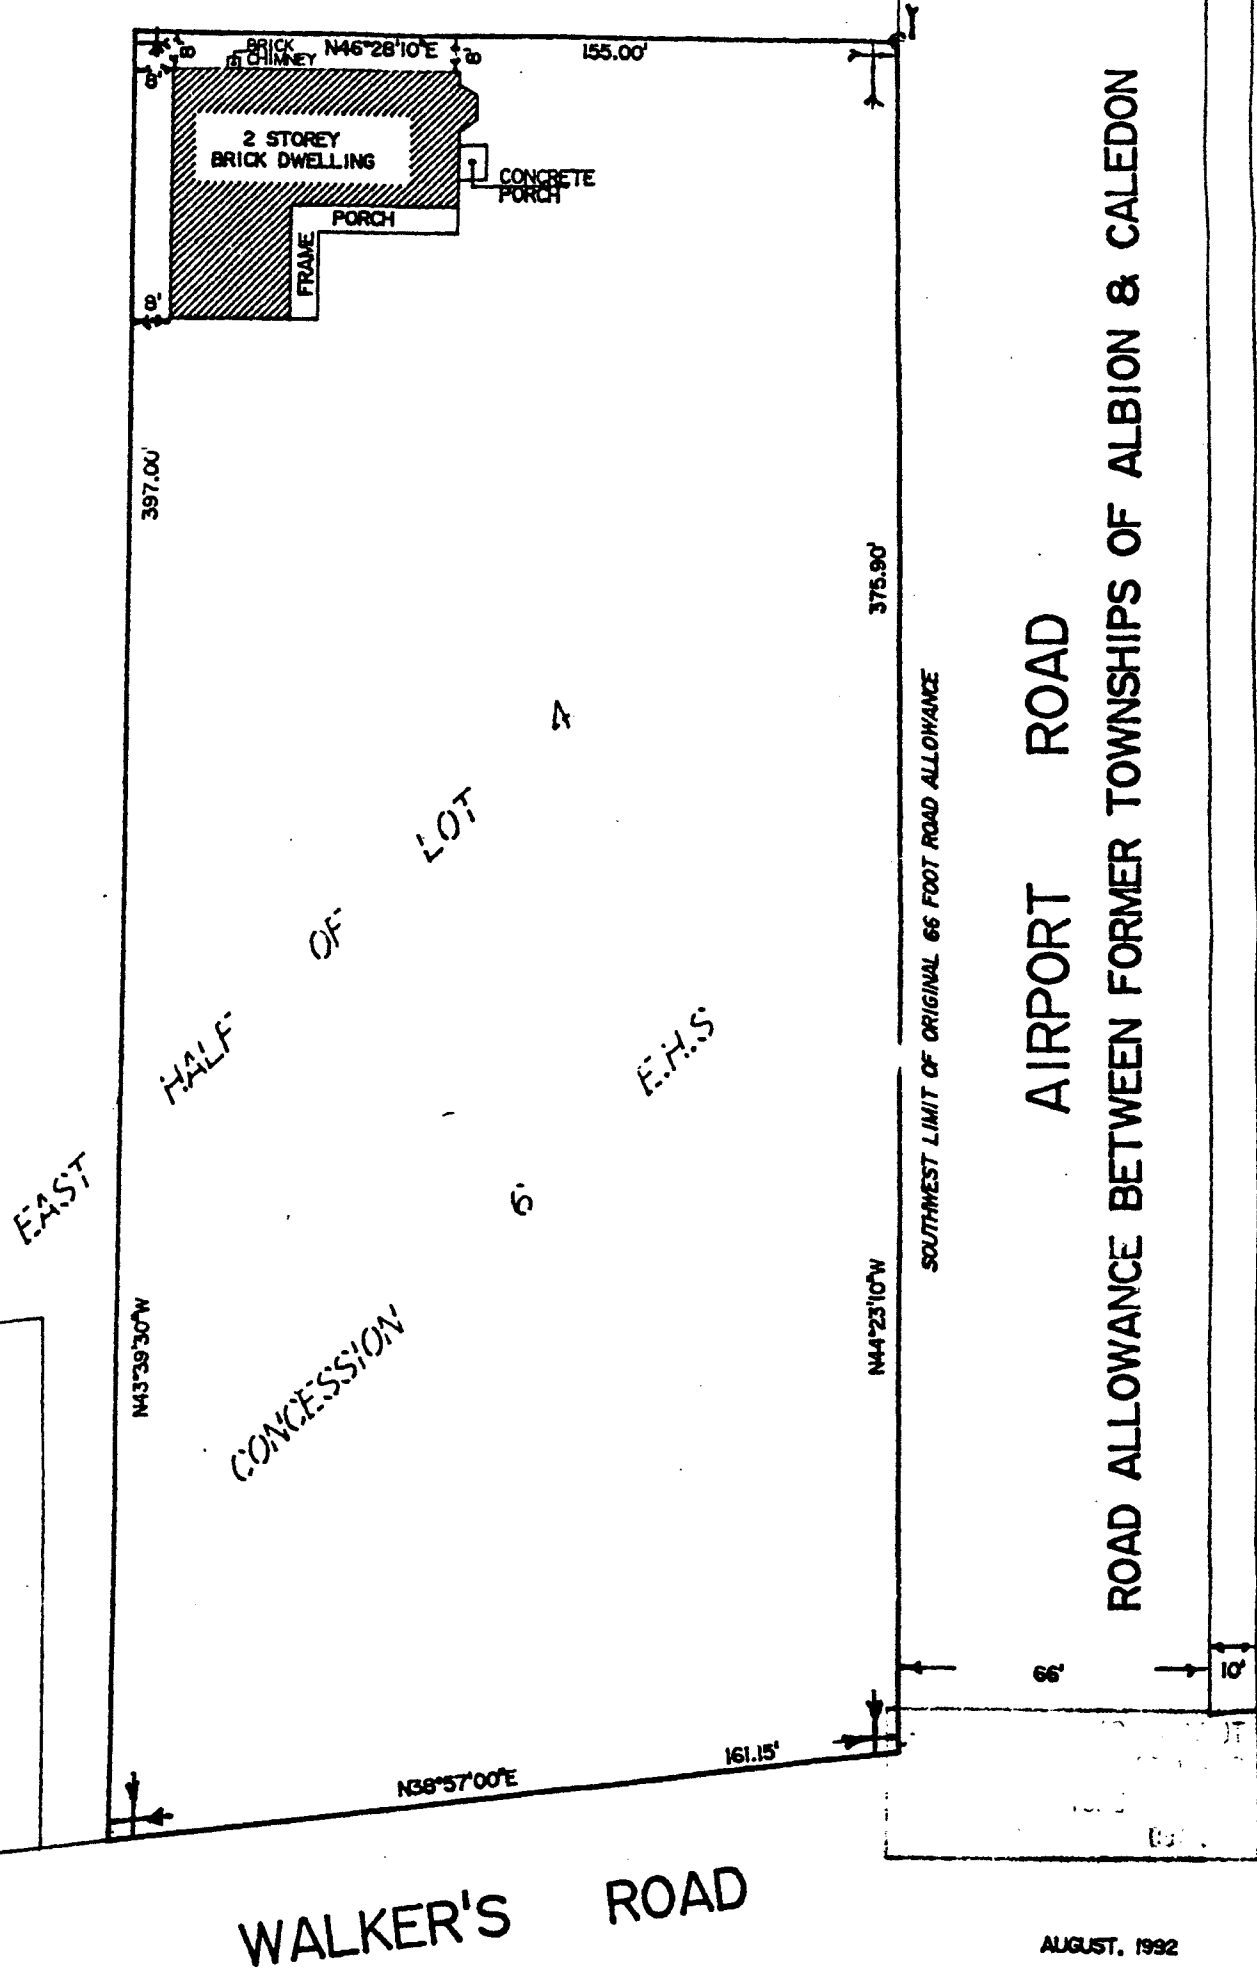 N46°28'10"E
155.00'
8'
8'
BRICK
CHIMNEY
8'
2 STOREY
BRICK DWELLING
CONCRETE
PORCH
PORCH
FRAME
8'
397.00'
375.90'
EAST HALF OF LOT 4
CONCESSION 6 E.H.S
N43°39'30"W
N44°23'10"W
SOUTHWEST LIMIT OF ORIGINAL 66 FOOT ROAD ALLOWANCE
AIRPORT ROAD
ROAD ALLOWANCE BETWEEN FORMER TOWNSHIPS OF ALBION & CALEDON
66'
10'
161.15'
N38°57'00"E
WALKER'S ROAD
AUGUST, 1992